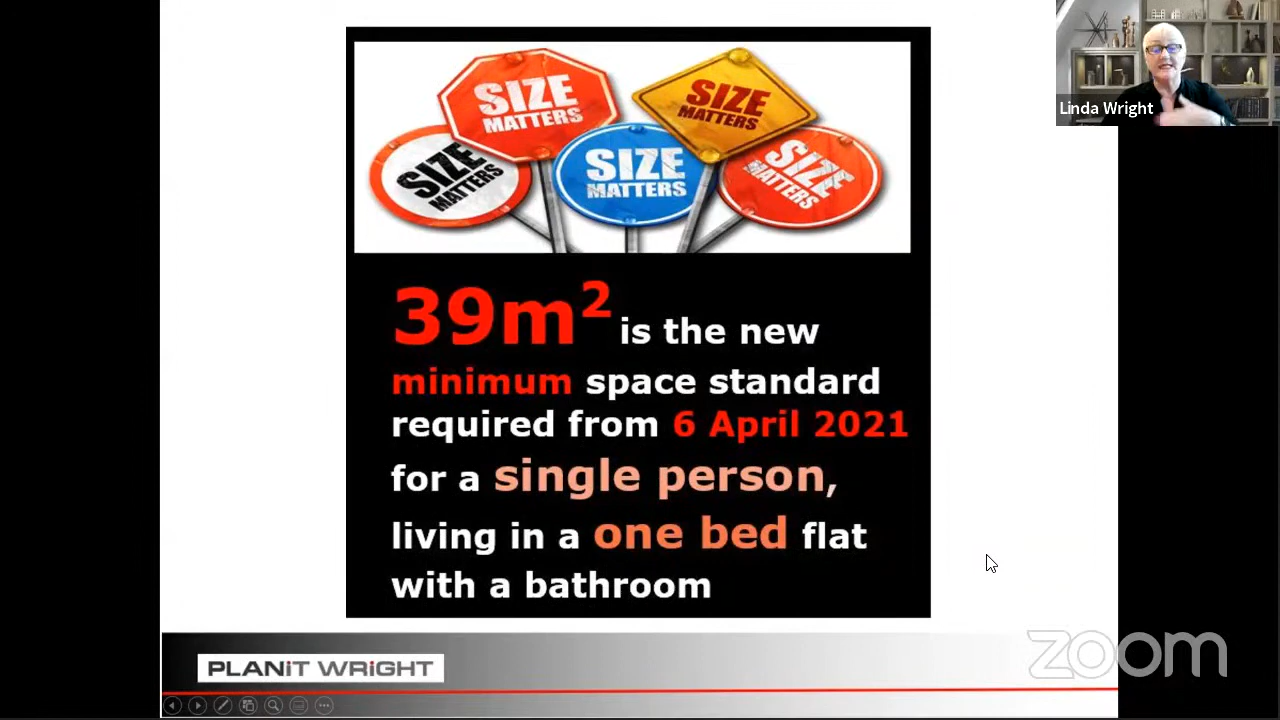 SIZE
MATTERS
SIZE
MATTERS
SIZE
MATTERS
SIZE
MATTERS
SIZE
MATTERS
Linda Wright
39m²
is the new
minimum space standard
required from 6 April 2021
for a single person,
living in a one bed flat
with a bathroom
PLANiT WRiGHT
zoom